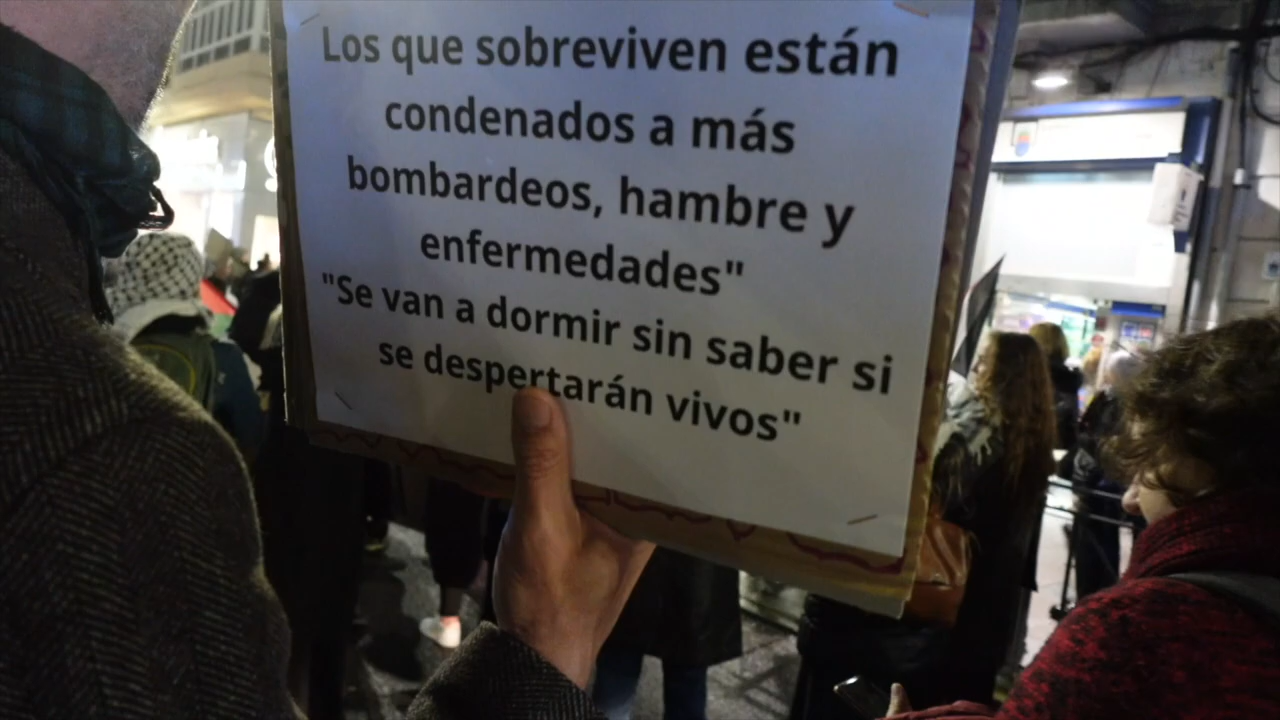 Los que sobreviven están
condenados a más
bombardeos, hambre y
enfermedades"
"Se van a dormir sin saber si
se despertarán vivos"